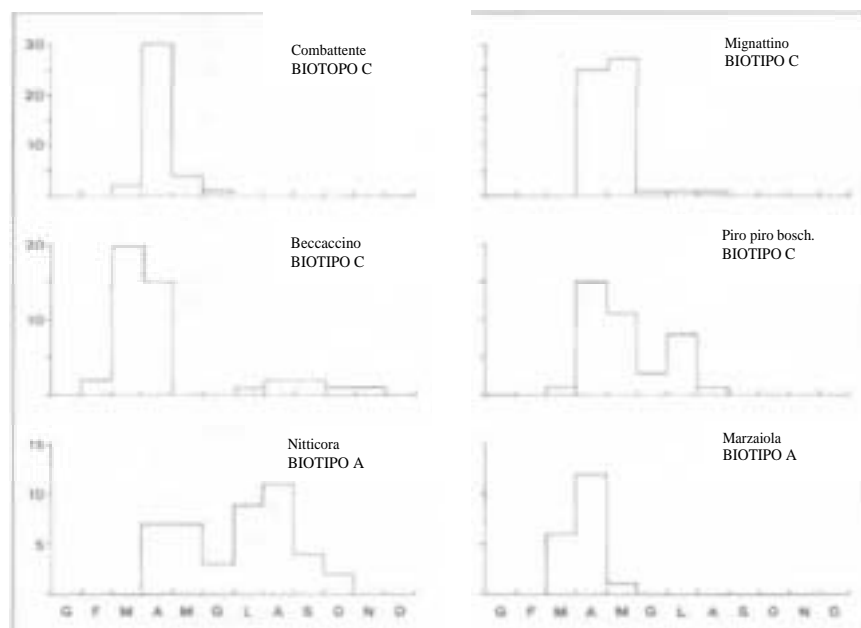 Combattente
BIOTOPO C
30
20
10
Mignattino
BIOTIPO C
Beccaccino
BIOTIPO C
20
10
Piro piro bosch.
BIOTIPO C
Nitticora
BIOTIPO A
15
10
5
G F M A M G L A S O N D
Marzaiola
BIOTIPO A
G F M A M G L A S O N D